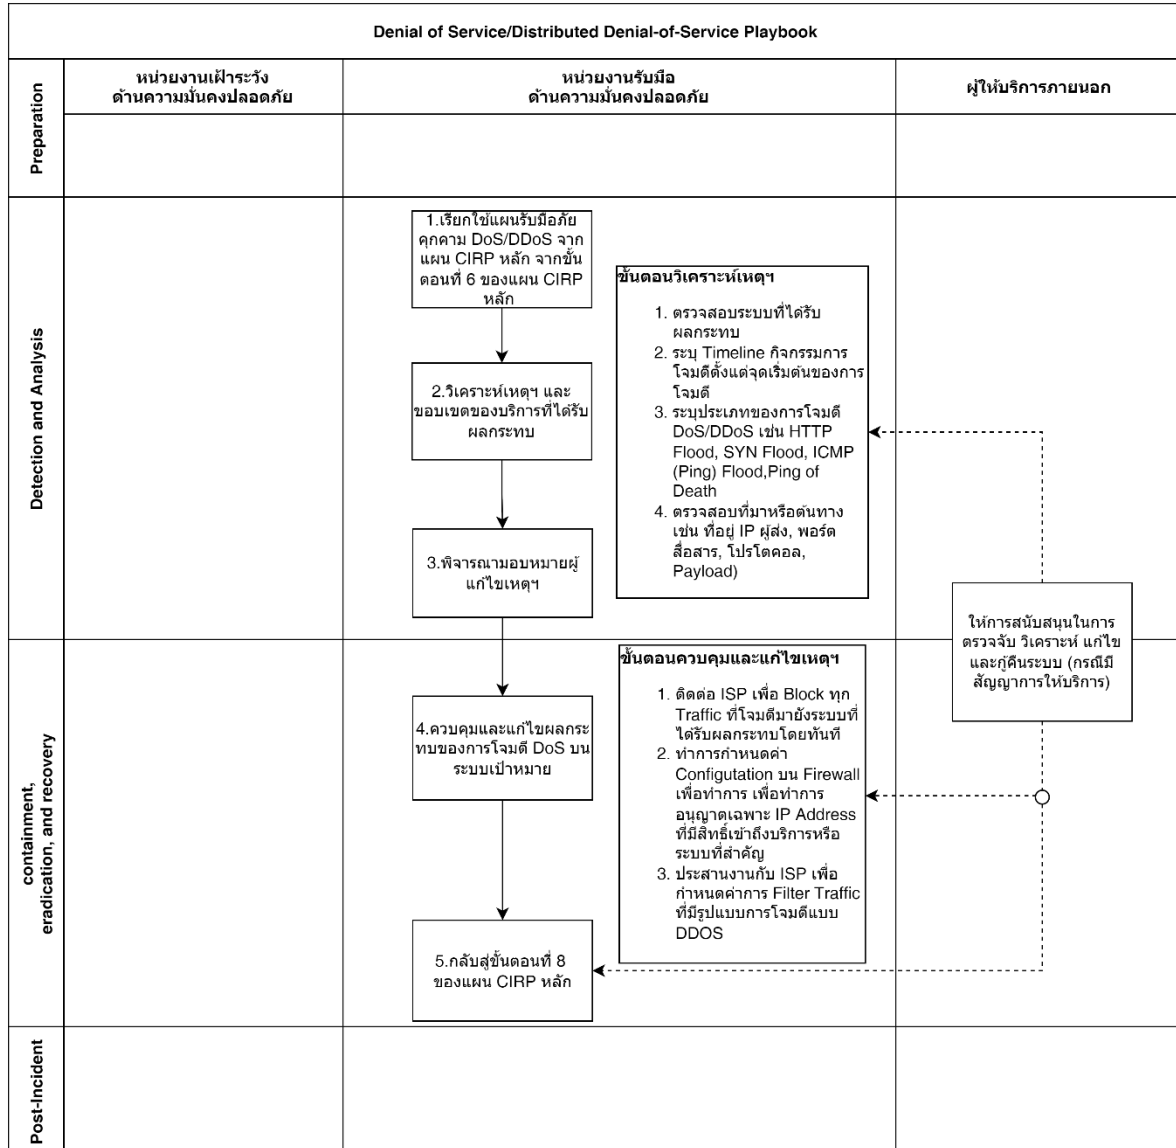 Denial of Service/Distributed Denial-of-Service Playbook
หน่วยงานเฝ้าระวัง
ด้านความมั่นคงปลอดภัย
หน่วยงานรับมือ
ด้านความมั่นคงปลอดภัย
ผู้ให้บริการภายนอก
Preparation
Detection and Analysis
1.เรียกใช้แผนรับมือภัย
คุกคาม DoS/DDoS จาก
แผน CIRP หลัก จากขั้น
ตอนที่ 6 ของแผน CIRP
หลัก
2.วิเคราะห์เหตุฯ และ
ขอบเขตของบริการที่ได้รับ
ผลกระทบ
3.พิจารณามอบหมายผู้
แก้ไขเหตุฯ
ขั้นตอนวิเคราะห์เหตุฯ
1. ตรวจสอบระบบที่ได้รับ
ผลกระทบ
2. ระบุ Timeline กิจกรรมการ
โจมตีตั้งแต่จุดเริ่มต้นของการ
โจมตี
3. ระบุประเภทของการโจมตี
DoS/DDoS เช่น HTTP
Flood, SYN Flood, ICMP
(Ping) Flood,Ping of
Death
4. ตรวจสอบที่มาหรือต้นทาง
เช่น ที่อยู่ IP ผู้ส่ง, พอร์ต
สื่อสาร, โปรโตคอล,
Payload)
ให้การสนับสนุนในการ
ตรวจจับ วิเคราะห์ แก้ไข
และกู้คืนระบบ (กรณีมี
สัญญาการให้บริการ)
containment,
eradication, and recovery
4.ควบคุมและแก้ไขผลกระ
ทบของการโจมตี DoS บน
ระบบเป้าหมาย
5.กลับสู่ขั้นตอนที่ 8
ของแผน CIRP หลัก
ขั้นตอนควบคุมและแก้ไขเหตุฯ
1. ติดต่อ ISP เพื่อ Block ทุก
Traffic ที่โจมตีมายังระบบที่
ได้รับผลกระทบโดยทันที
2. ทำการกำหนดค่า
Configutation บน Firewall
เพื่อทำการ เพื่อทำการ
อนุญาตเฉพาะ IP Address
ที่มีสิทธิ์เข้าถึงบริการหรือ
ระบบที่สำคัญ
3. ประสานงานกับ ISP เพื่อ
กำหนดค่าการ Filter Traffic
ที่มีรูปแบบการโจมตีแบบ
DDOS
Post-Incident